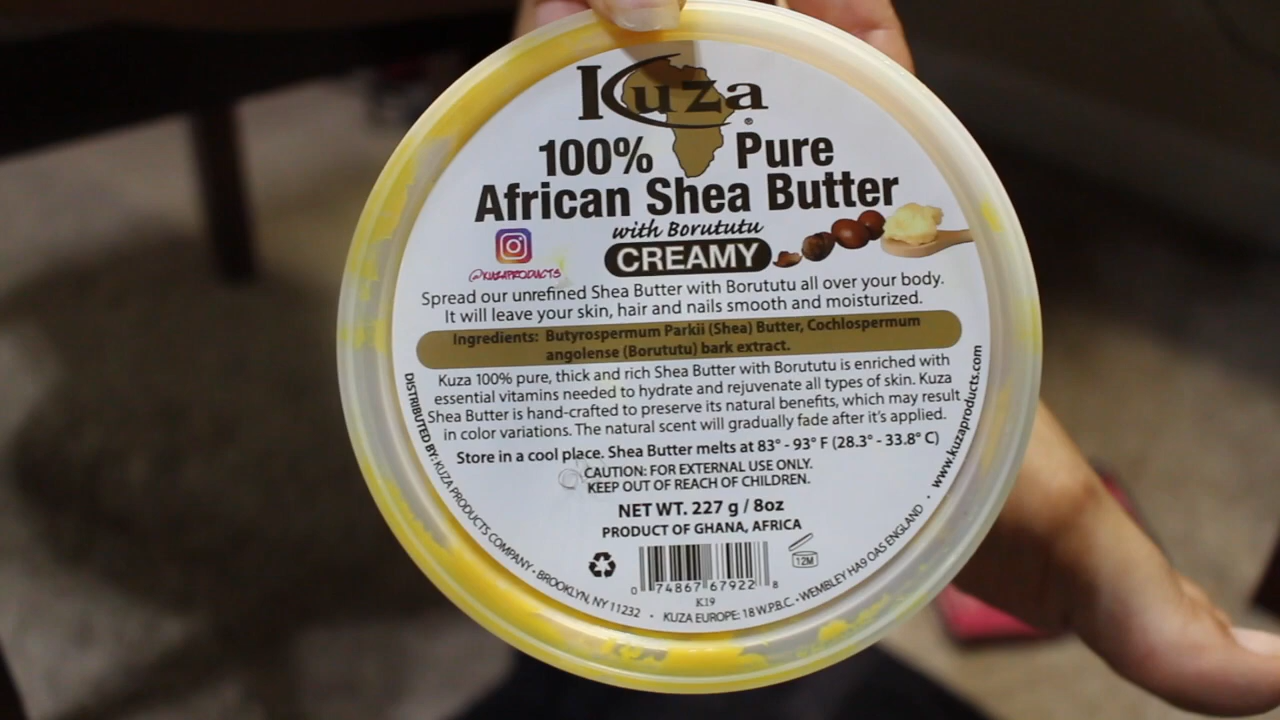 Kuza®
100% Pure
African Shea Butter
with Borututu
CREAMY
@KUZAPRODUCTS
Spread our unrefined Shea Butter with Borututu all over your body.
It will leave your skin, hair and nails smooth and moisturized.
Ingredients: Butyrospermum Parkii (Shea) Butter, Cochlospermum
angolense (Borututu) bark extract.
Kuza 100% pure, thick and rich Shea Butter with Borututu is enriched with
essential vitamins needed to hydrate and rejuvenate all types of skin. Kuza
Shea Butter is hand-crafted to preserve its natural benefits, which may result
in color variations. The natural scent will gradually fade after it's applied.
Store in a cool place. Shea Butter melts at 83° - 93° F (28.3° - 33.8° C)
CAUTION: FOR EXTERNAL USE ONLY.
KEEP OUT OF REACH OF CHILDREN.
NET WT. 227 g / 8oz
PRODUCT OF GHANA, AFRICA
12M
0 74867 67922 8
K19
DISTRIBUTED BY: KUZA PRODUCTS COMPANY • BROOKLYN, NY 11232 • KUZA EUROPE: 18 W.P.B.C. • WEMBLEY HA9 OAS ENGLAND • www.kuzaproducts.com